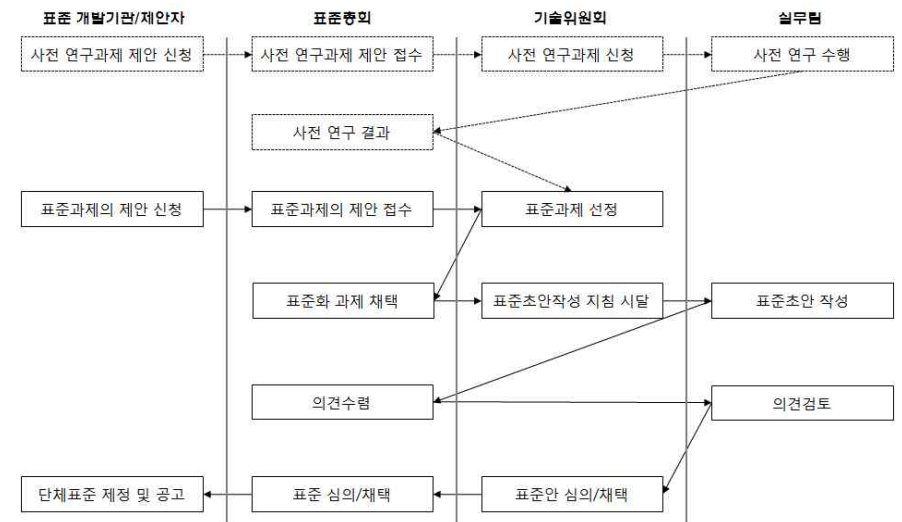 표준 개발기관/제안자 표준총회 기술위원회 실무팀
사전 연구과제 제안 신청 사전 연구과제 제안 접수 사전 연구과제 신청 사전 연구 수행
사전 연구 결과
표준과제의 제안 신청 표준과제의 제안 접수 표준과제 선정
표준화 과제 채택 표준초안작성 지침 시달 표준초안 작성
의견수렴 의견검토
단체표준 제정 및 공고 표준 심의/채택 표준안 심의/채택